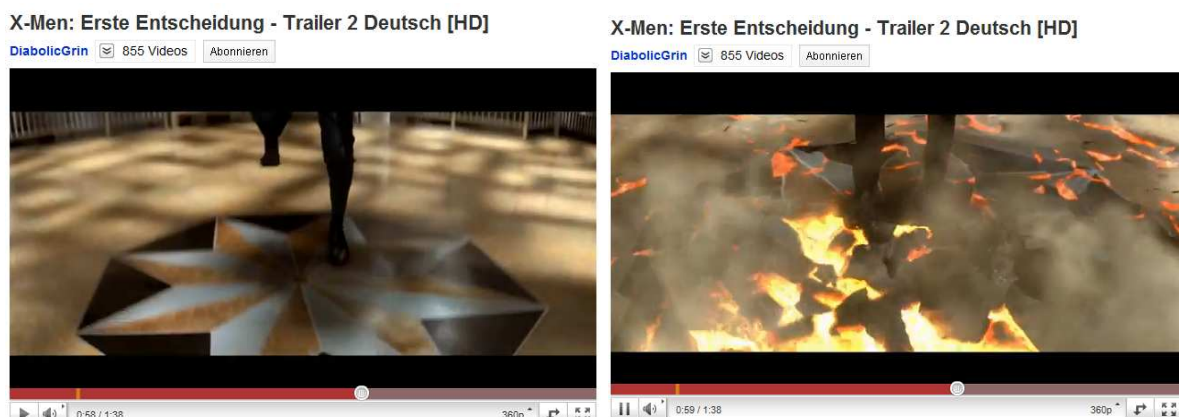 X-Men: Erste Entscheidung - Trailer 2 Deutsch [HD]
DiabolicGrin 855 Videos Abonnieren
0:58 / 1:38 360p
X-Men: Erste Entscheidung - Trailer 2 Deutsch [HD]
DiabolicGrin 855 Videos Abonnieren
0:59 / 1:38 360p